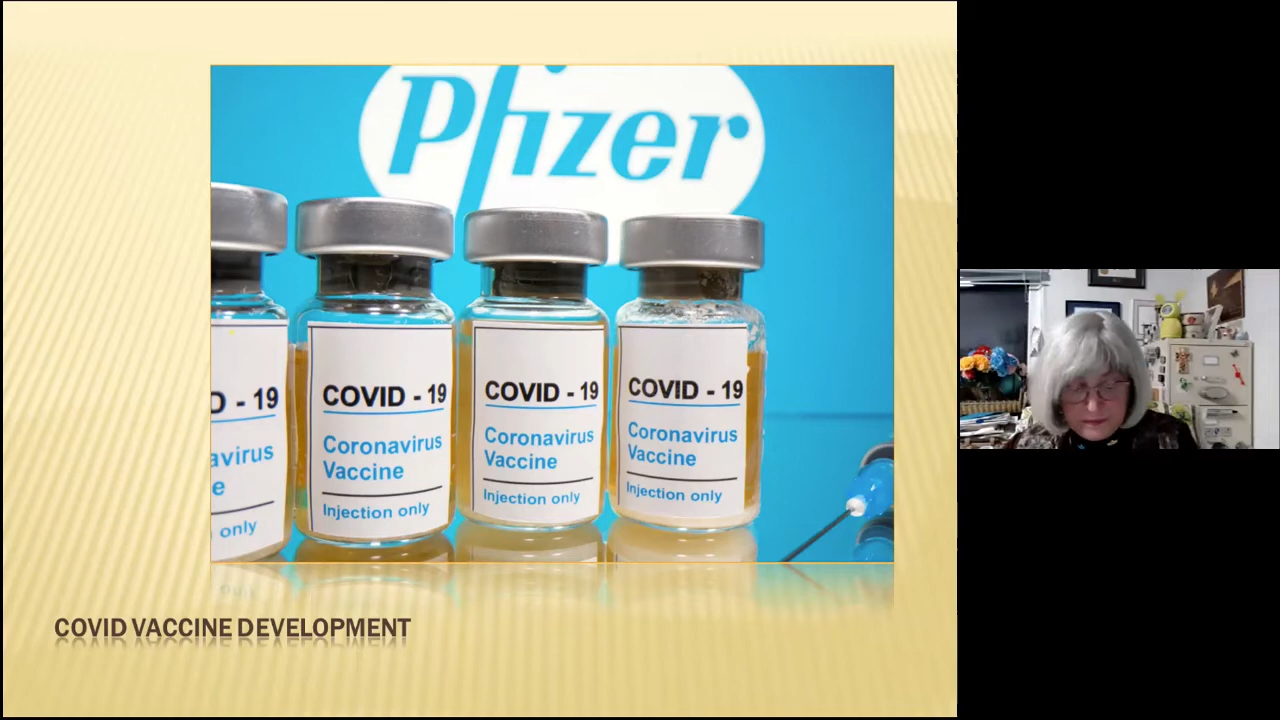 Pfizer
D - 19
COVID - 19
COVID - 19
COVID - 19
avirus
Coronavirus
Coronavirus
Coronavirus
e
Vaccine
Vaccine
Vaccine
only
Injection only
Injection only
Injection only
COVID VACCINE DEVELOPMENT